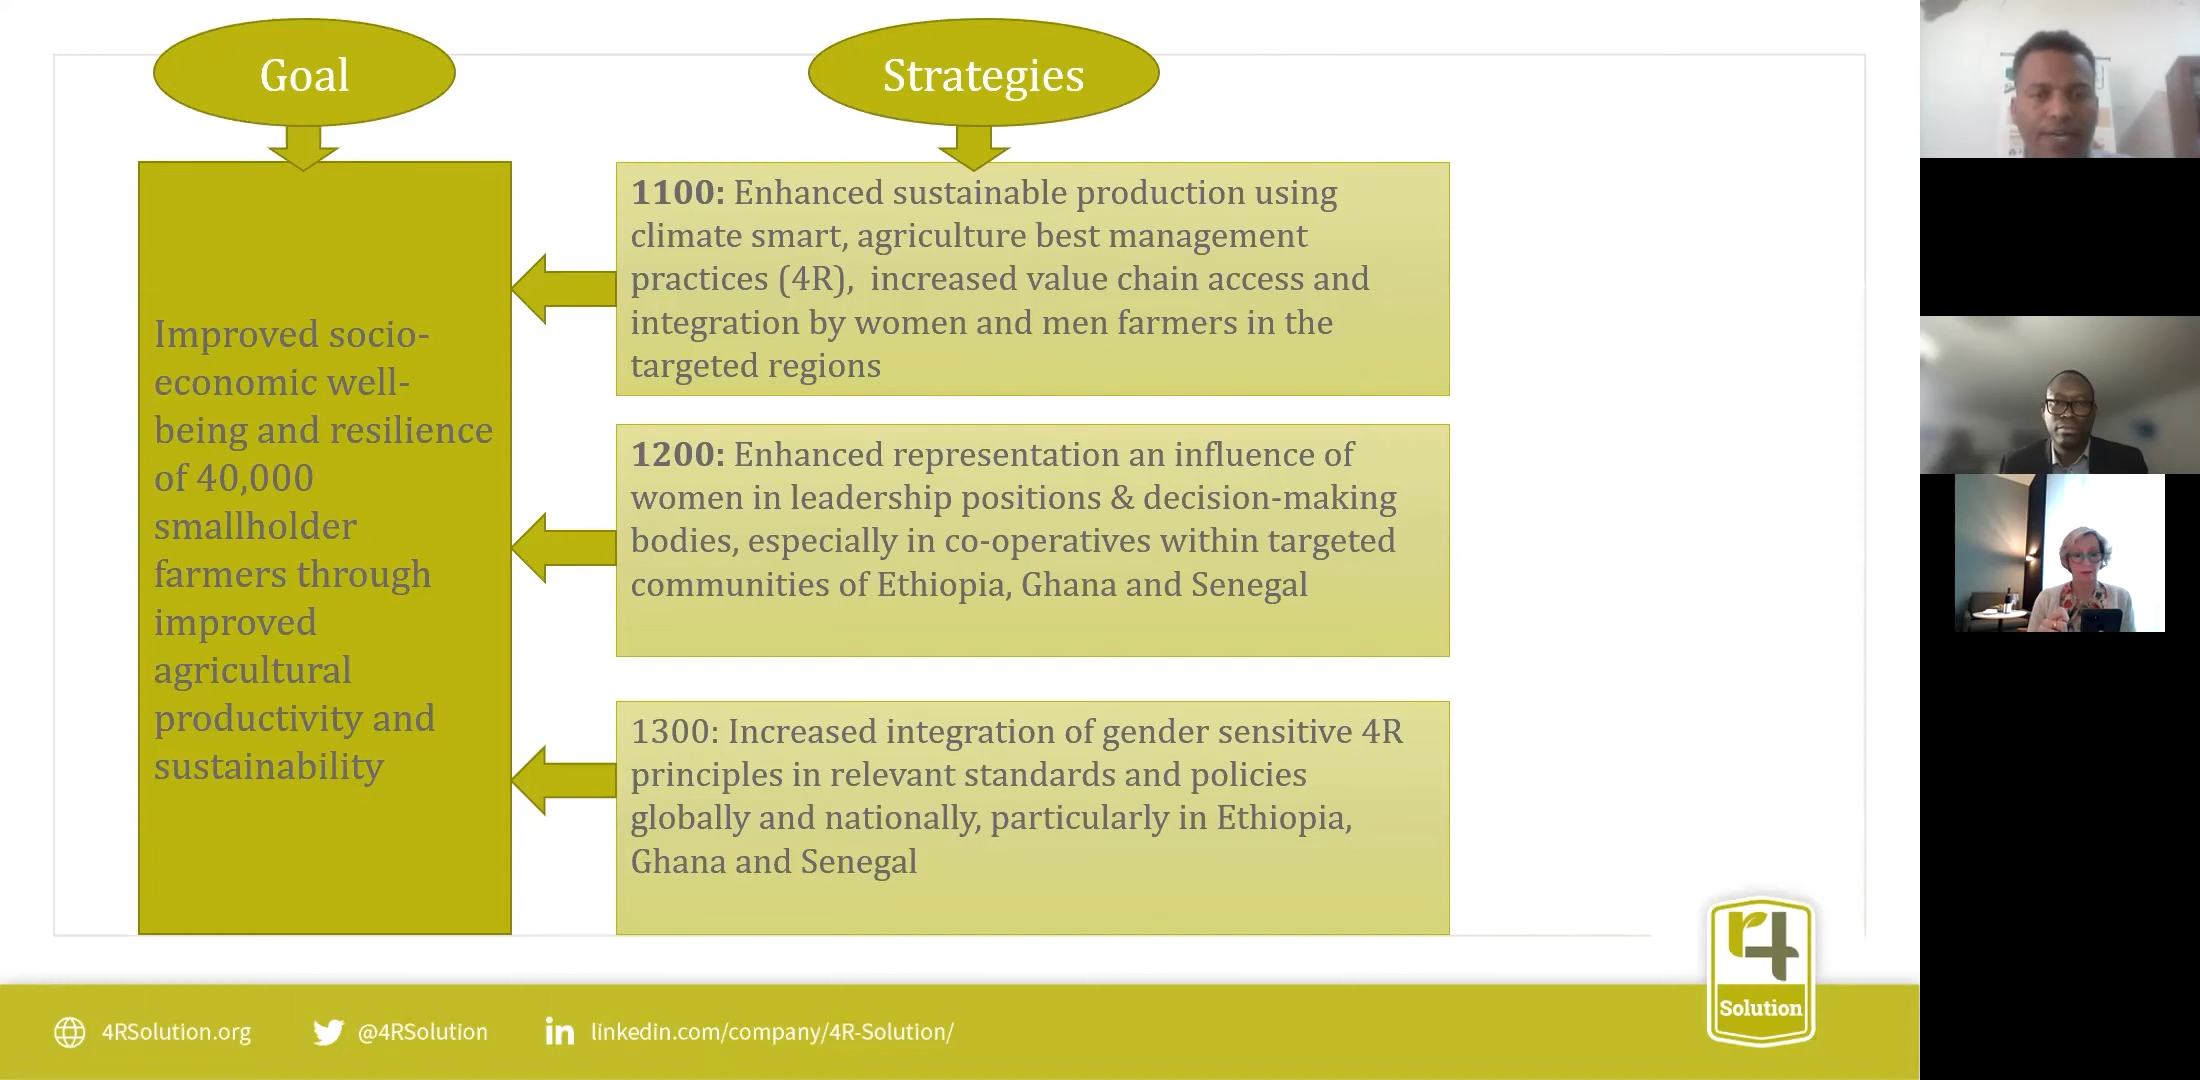 Goal
Strategies
Improved socio-
economic well-
being and resilience
of 40,000
smallholder
farmers through
improved
agricultural
productivity and
sustainability
1100: Enhanced sustainable production using
climate smart, agriculture best management
practices (4R),  increased value chain access and
integration by women and men farmers in the
targeted regions
1200: Enhanced representation an influence of
women in leadership positions & decision-making
bodies, especially in co-operatives within targeted
communities of Ethiopia, Ghana and Senegal
1300: Increased integration of gender sensitive 4R
principles in relevant standards and policies
globally and nationally, particularly in Ethiopia,
Ghana and Senegal
r4
Solution
4RSolution.org
@4RSolution
in
linkedin.com/company/4R-Solution/